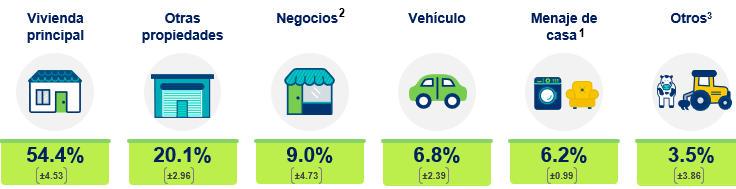 Vivienda principal
Otras propiedades
Negocios²
Vehículo
Menaje de casa¹
Otros³
54.4%
(±4.53)
20.1%
(±2.96)
9.0%
(±4.73)
6.8%
(±2.39)
6.2%
(±0.99)
3.5%
(±3.86)